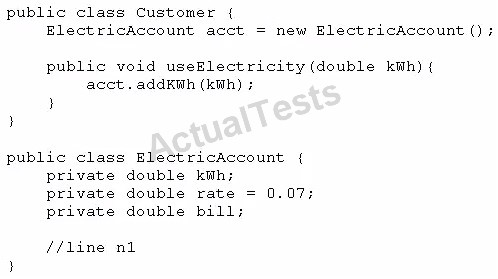 public class Customer {
    ElectricAccount acct = new ElectricAccount();

    public void useElectricity(double kWh){
        acct.addKWh(kWh);
    }
}
ActualTests
public class ElectricAccount {
    private double kWh;
    private double rate = 0.07;
    private double bill;

    //line n1
}